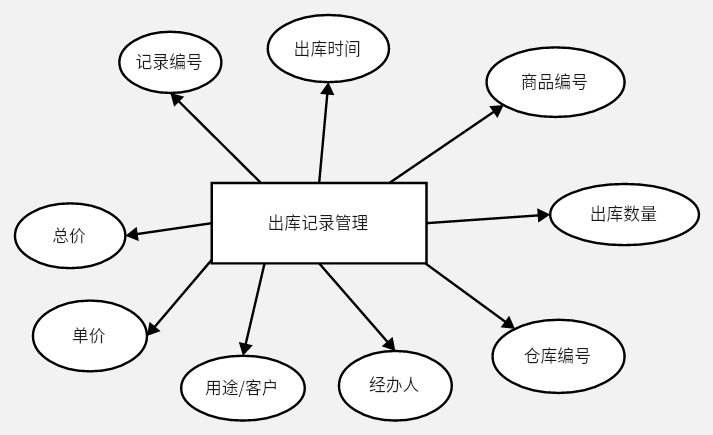 出库时间
记录编号
商品编号
出库数量
出库记录管理
总价
单价
仓库编号
经办人
用途/客户